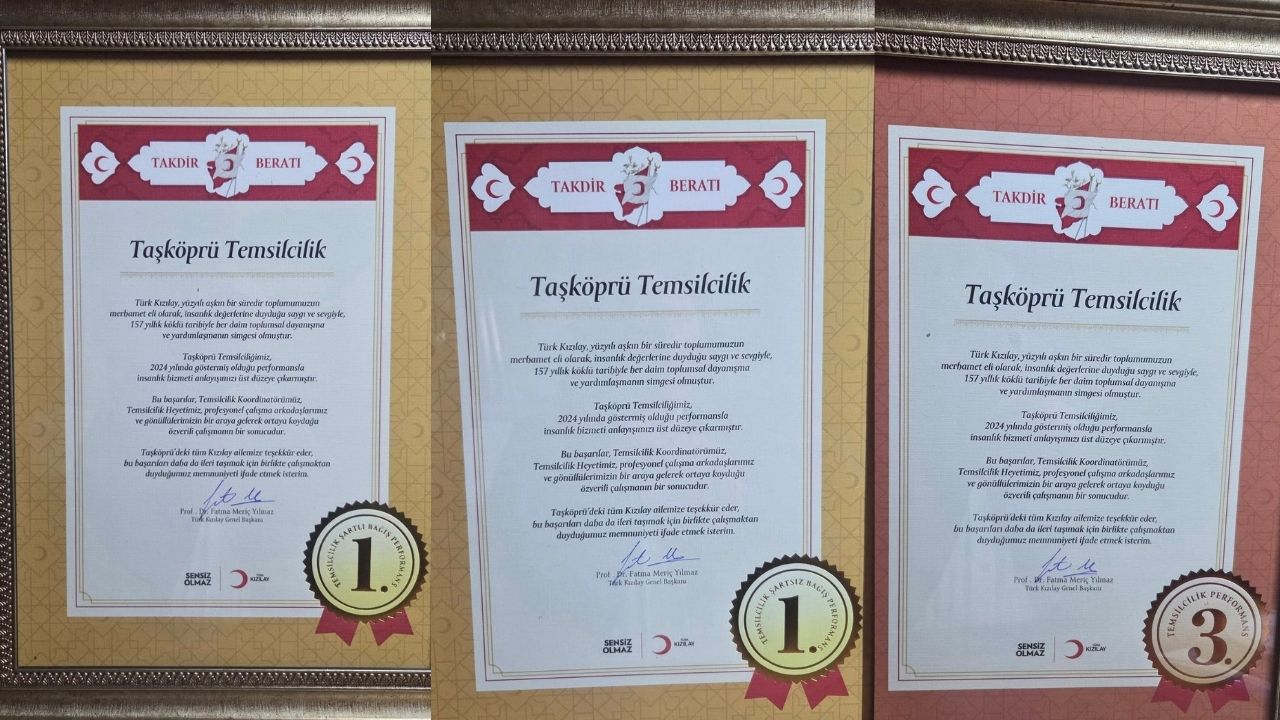 TAKDİR BERATI
Taşköprü Temsilcilik
Türk Kızılay, yüzyılı aşkın bir süredir toplumumuzun
merhamet eli olarak, insanlık değerlerine duyduğu saygı ve sevgiyle,
157 yıllık köklü tarihiyle her daim toplumsal dayanışma
ve yardımlaşmanın simgesi olmuştur.
Taşköprü Temsilciliğimiz,
2024 yılında göstermiş olduğu performansla
insanlık hizmeti anlayışımızı üst düzeye çıkarmıştır.
Bu başarılar, Temsilcilik Koordinatörümüz,
Temsilcilik Heyetimiz, profesyonel çalışma arkadaşlarımız
ve gönüllülerimizin bir araya gelerek ortaya koyduğu
özverili çalışmanın bir sonucudur.
Taşköprü'deki tüm Kızılay ailemize teşekkür eder,
bu başarıları daha da ileri taşımak için birlikte çalışmaktan
duyduğumuz memnuniyeti ifade etmek isterim.
Prof. Dr. Fatma Meriç Yılmaz
Türk Kızılay Genel Başkanı
SENSİZ
OLMAZ
TÜRK
KIZILAY
TEMSİLCİLİK ŞARTLI BAĞIŞ PERFORMANS
1.
TAKDİR BERATI
Taşköprü Temsilcilik
Türk Kızılay, yüzyılı aşkın bir süredir toplumumuzun
merhamet eli olarak, insanlık değerlerine duyduğu saygı ve sevgiyle,
157 yıllık köklü tarihiyle her daim toplumsal dayanışma
ve yardımlaşmanın simgesi olmuştur.
Taşköprü Temsilciliğimiz,
2024 yılında göstermiş olduğu performansla
insanlık hizmeti anlayışımızı üst düzeye çıkarmıştır.
Bu başarılar, Temsilcilik Koordinatörümüz,
Temsilcilik Heyetimiz, profesyonel çalışma arkadaşlarımız
ve gönüllülerimizin bir araya gelerek ortaya koyduğu
özverili çalışmanın bir sonucudur.
Taşköprü'deki tüm Kızılay ailemize teşekkür eder,
bu başarıları daha da ileri taşımak için birlikte çalışmaktan
duyduğumuz memnuniyeti ifade etmek isterim.
Prof. Dr. Fatma Meriç Yılmaz
Türk Kızılay Genel Başkanı
SENSİZ
OLMAZ
TÜRK
KIZILAY
TEMSİLCİLİK ŞARTSIZ BAĞIŞ PERFORMANS
1.
TAKDİR BERATI
Taşköprü Temsilcilik
Türk Kızılay, yüzyılı aşkın bir süredir toplumumuzun
merhamet eli olarak, insanlık değerlerine duyduğu saygı ve sevgiyle,
157 yıllık köklü tarihiyle her daim toplumsal dayanışma
ve yardımlaşmanın simgesi olmuştur.
Taşköprü Temsilciliğimiz,
2024 yılında göstermiş olduğu performansla
insanlık hizmeti anlayışımızı üst düzeye çıkarmıştır.
Bu başarılar, Temsilcilik Koordinatörümüz,
Temsilcilik Heyetimiz, profesyonel çalışma arkadaşlarımız
ve gönüllülerimizin bir araya gelerek ortaya koyduğu
özverili çalışmanın bir sonucudur.
Taşköprü'deki tüm Kızılay ailemize teşekkür eder,
bu başarıları daha da ileri taşımak için birlikte çalışmaktan
duyduğumuz memnuniyeti ifade etmek isterim.
Prof. Dr. Fatma Meriç Yılmaz
Türk Kızılay Genel Başkanı
SENSİZ
OLMAZ
TÜRK
KIZILAY
TEMSİLCİLİK PERFORMANS
3.